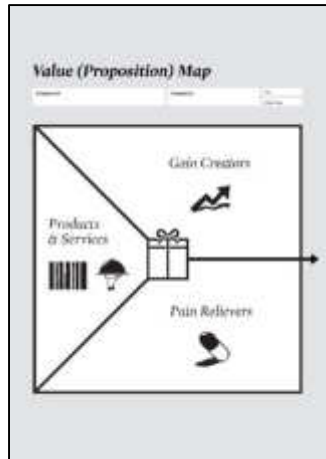 Value (Proposition) Map
Gain Creators
Products
& Services
Pain Relievers